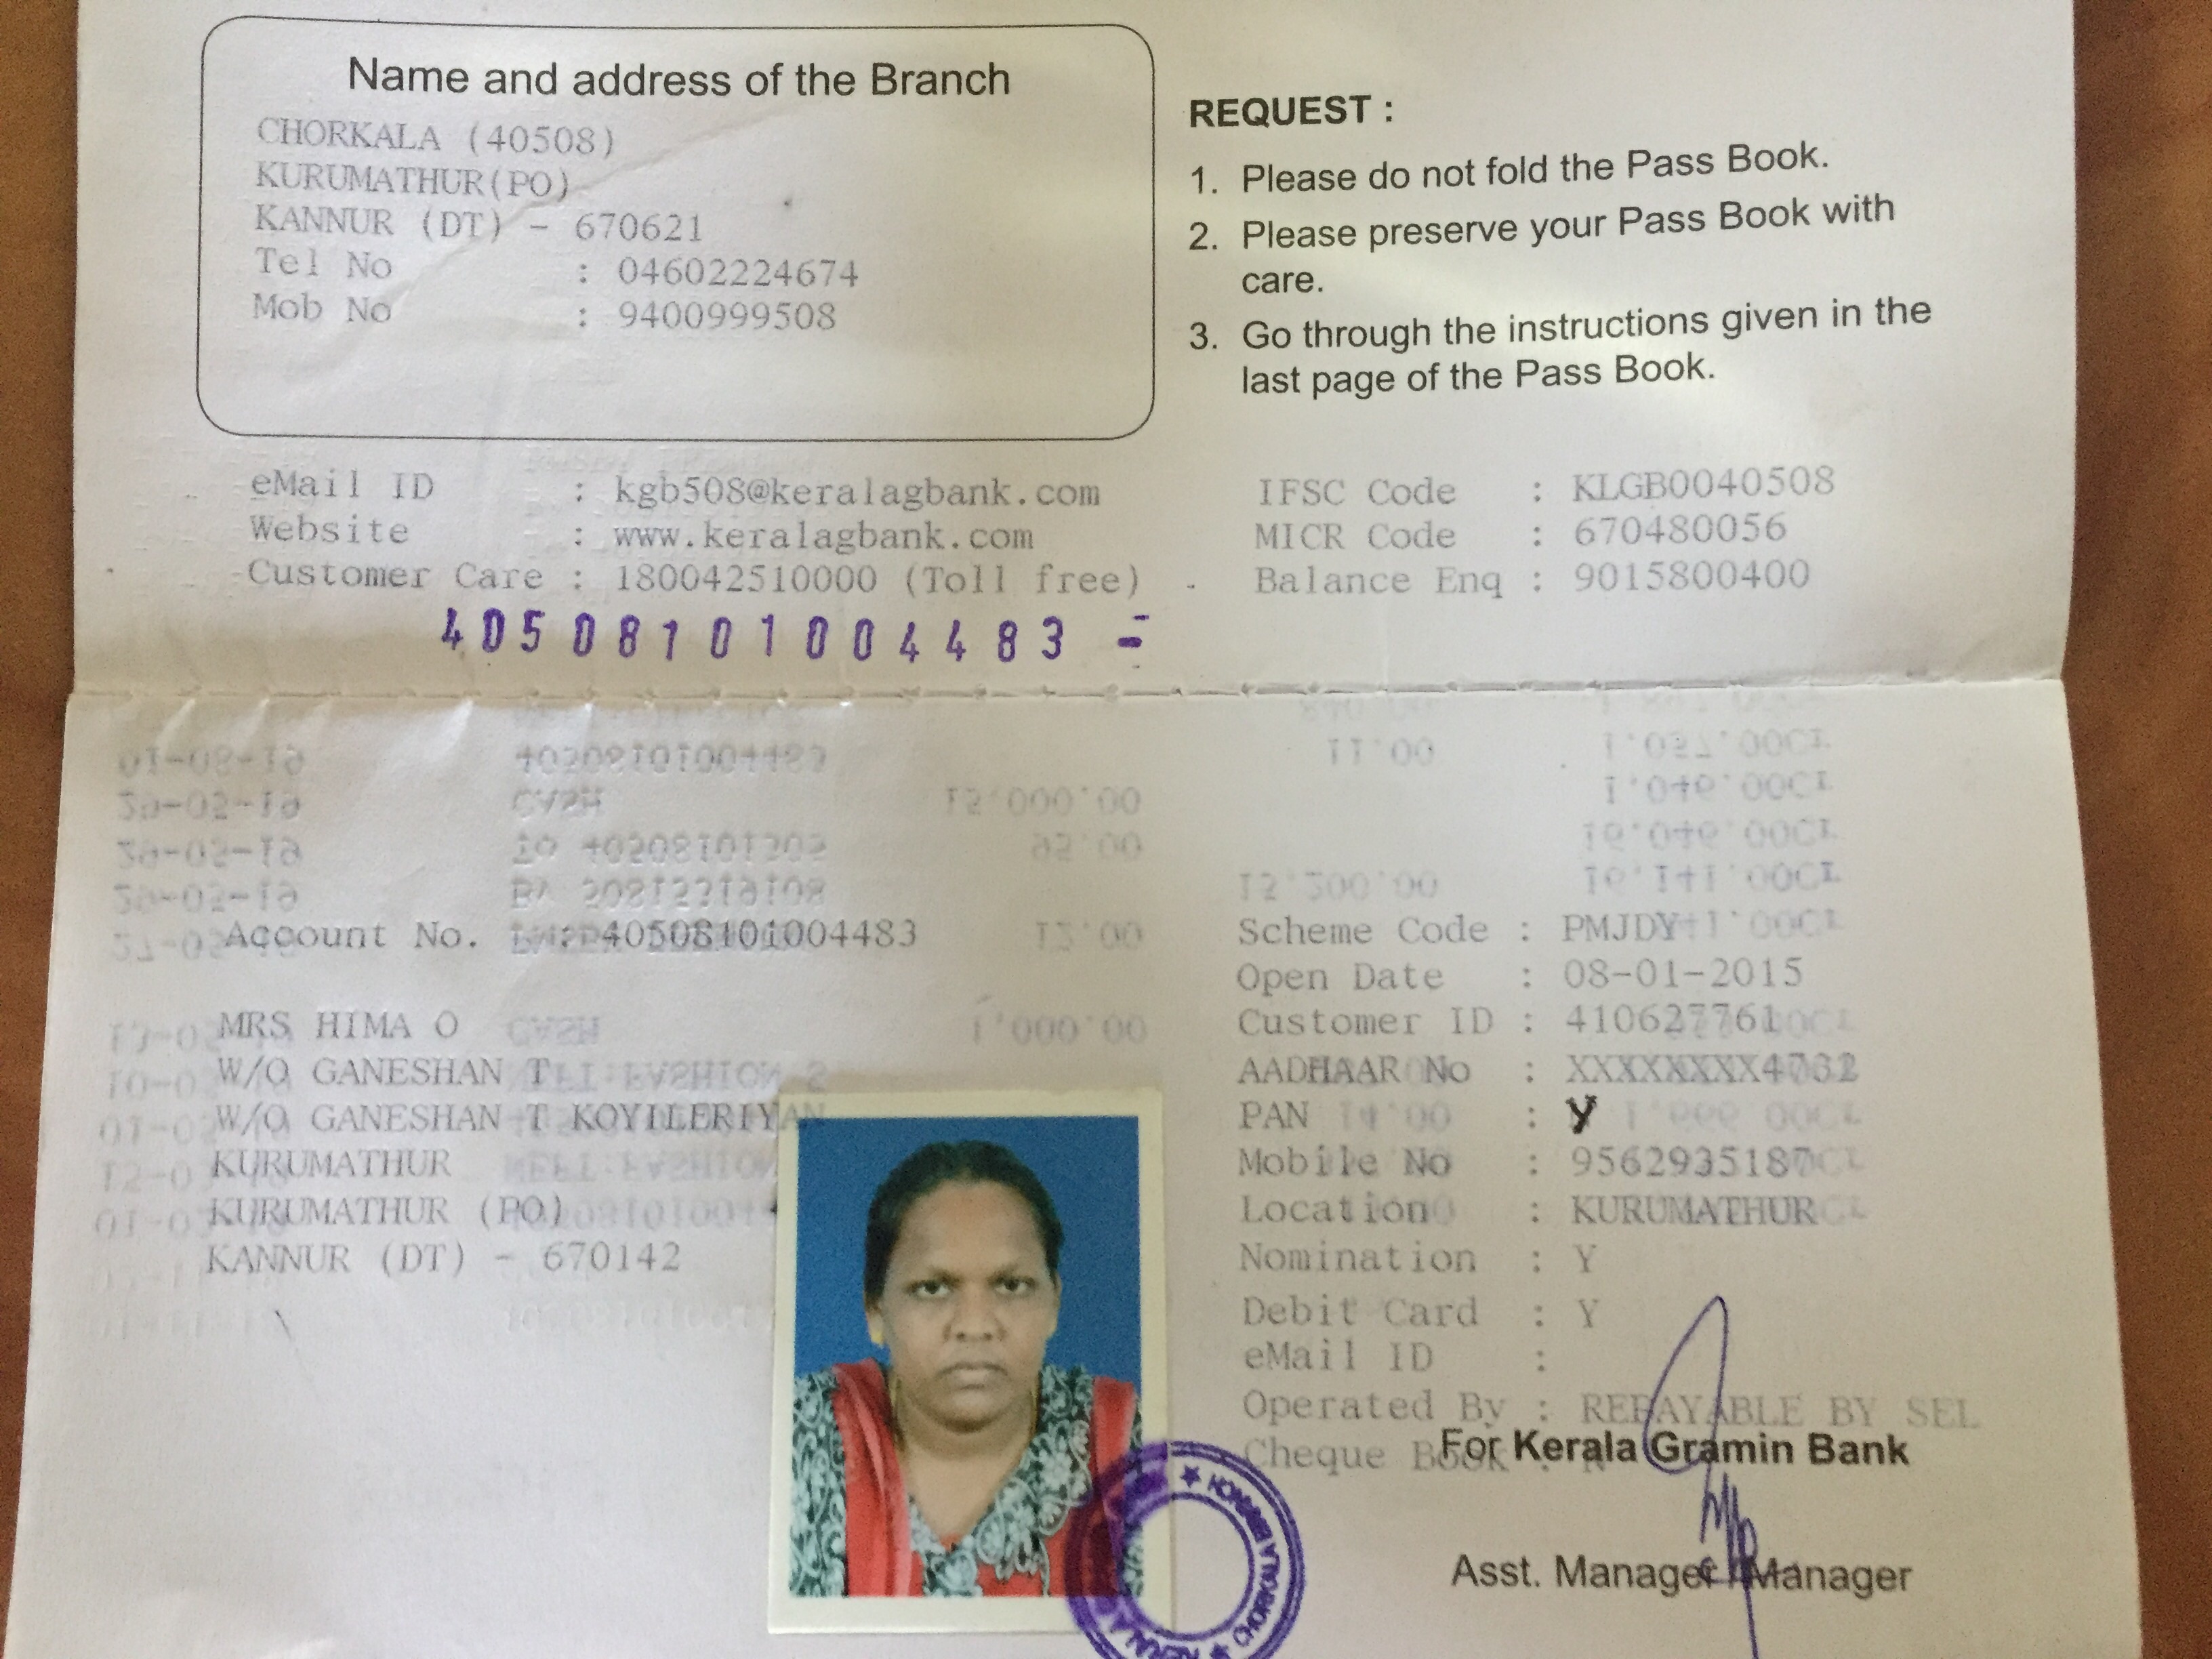 Name and address of the Branch
CHORKALA (40508)
KURUMATHUR(PO)
KANNUR (DT) - 670621
Tel No : 04602224674
Mob No : 9400999508
REQUEST :
1. Please do not fold the Pass Book.
2. Please preserve your Pass Book with
care.
3. Go through the instructions given in the
last page of the Pass Book.
eMail ID : kgb508@keralagbank.com
IFSC Code : KLGB0040508
Website : www.keralagbank.com
MICR Code : 670480056
Customer Care : 180042510000 (Toll free)
Balance Enq : 9015800400
40508101004483 -
Account No. 40508101004483
Scheme Code : PMJDY
Open Date : 08-01-2015
MRS HIMA O
Customer ID : 410627761
W/O GANESHAN T
AADHAAR No
W/O GANESHAN T KOYILERIYAN
PAN : Y
KURUMATHUR
Mobile No : 9562935187
KURUMATHUR (PO)
Location : KURUMATHUR
KANNUR (DT) - 670142
Nomination : Y
Debit Card : Y
eMail ID :
Operated By : REPAYABLE BY SEL
Cheque Book
For Kerala Gramin Bank
Asst. Manager/Manager
CHORKALA BRANCH